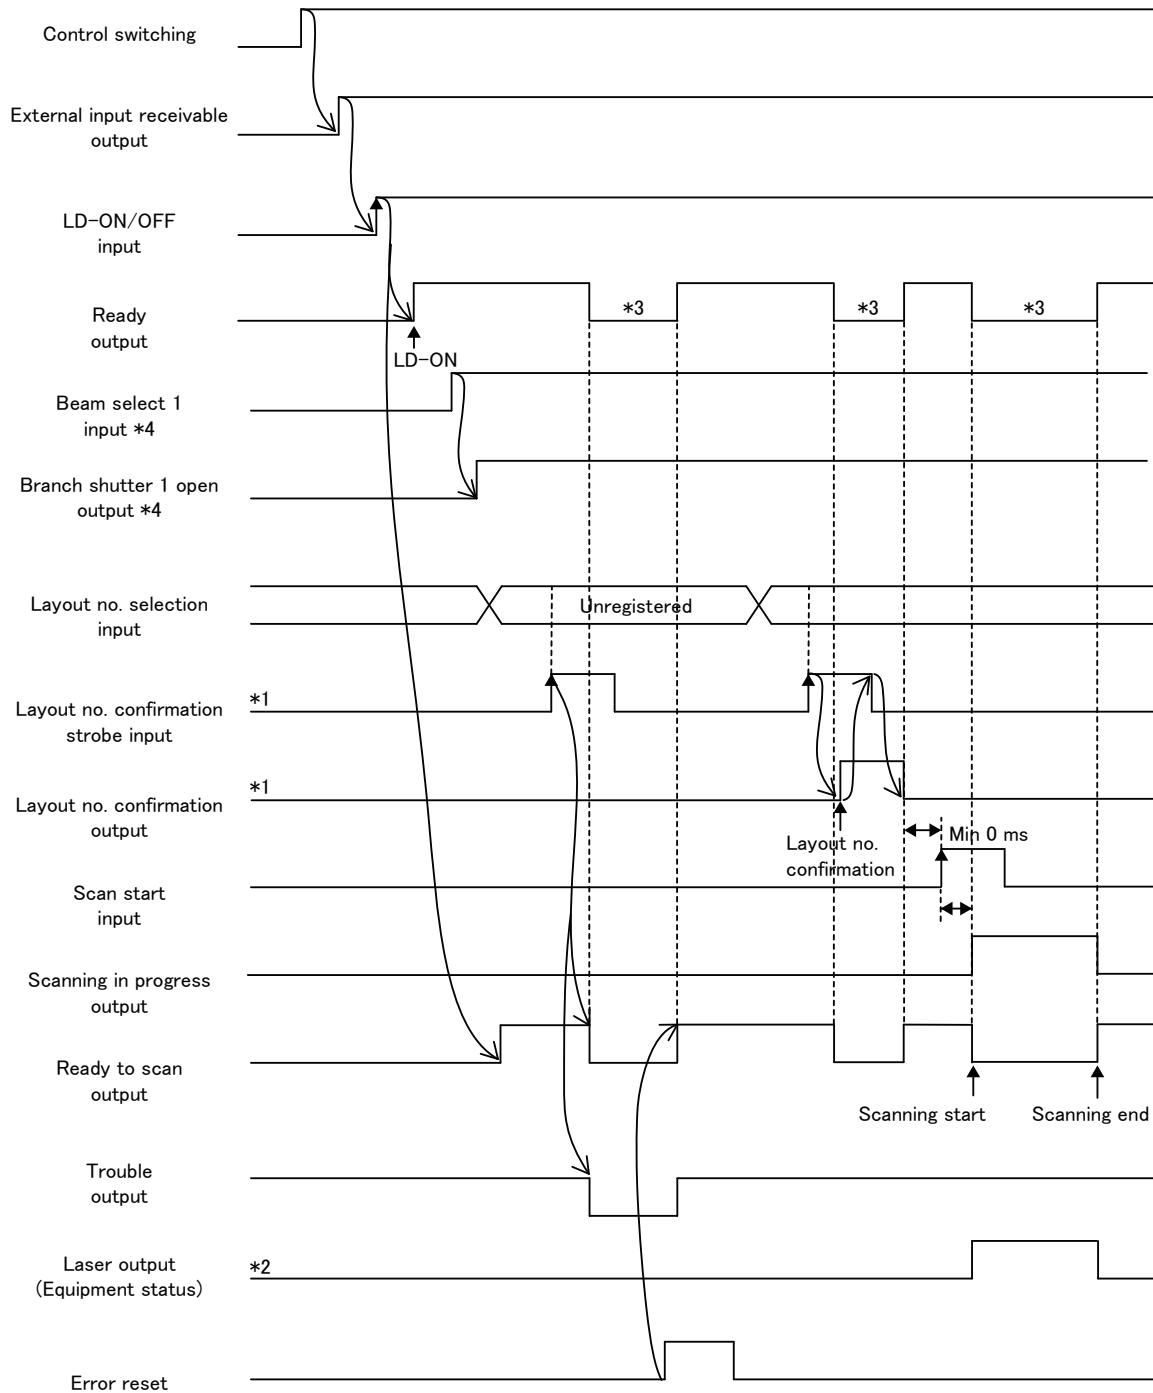 Control switching
External input receivable
output
LD-ON/OFF
input
Ready
output
*3
*3
*3
LD-ON
Beam select 1
input *4
Branch shutter 1 open
output *4
Layout no. selection
input
Unregistered
Layout no. confirmation
strobe input
*1
Layout no. confirmation
output
*1
Layout no.
confirmation
Min 0 ms
Scan start
input
Scanning in progress
output
Ready to scan
output
Scanning start
Scanning end
Trouble
output
Laser output
(Equipment status)
*2
Error reset